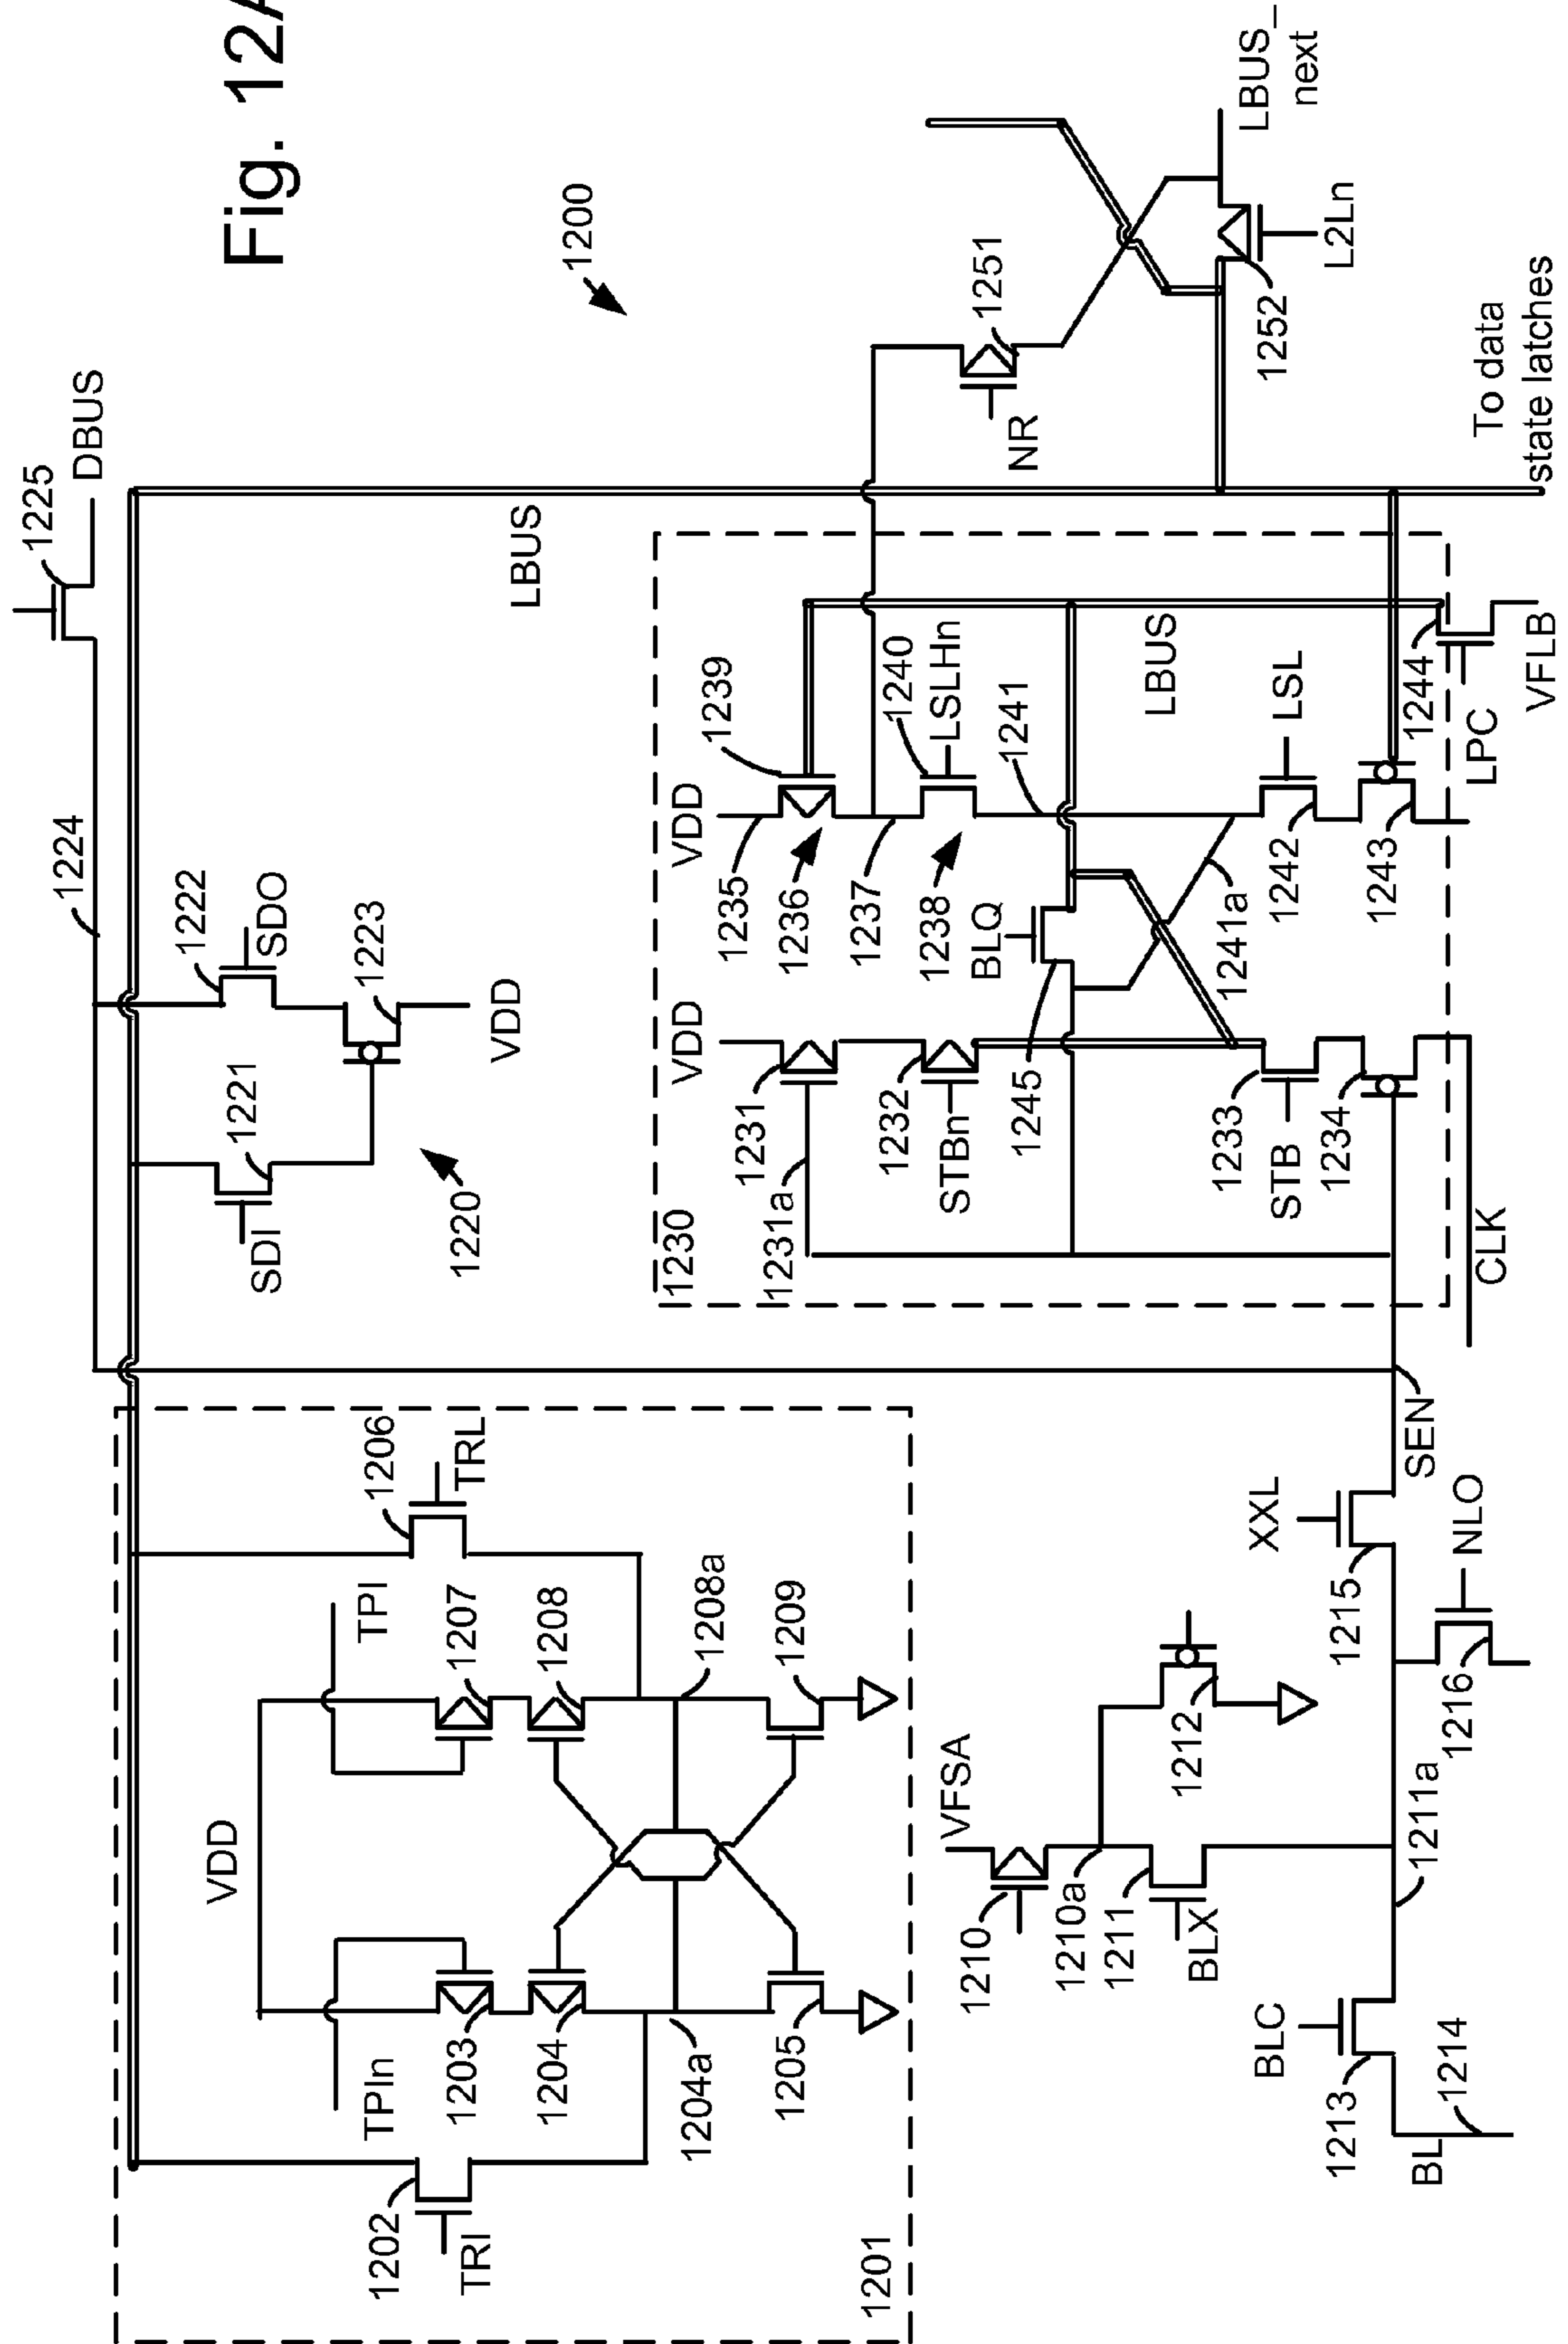 Fig. 12A
1200
1225
DBUS
1224
LBUS
1222
SDO
1223
VDD
1221
SDI
1220
1206
TRL
TPI
1207
1208
1208a
1209
VDD
TPIn
1203
1204
1204a
1205
1202
TRI
1201
VFSA
1210
1210a
1211
BLX
1212
BLC
1213
BL
1214
1211a
1215
XXL
1216
NLO
SEN
1230
1231a
1231
VDD
1232
STBn
1233
STB
1234
CLK
1245
BLQ
VDD
1235
1236
1237
1238
1239
1240
LSLHn
1241
1241a
LBUS
LSL
1242
1243
1244
LPC
VFLB
NR
1251
1252
L2Ln
LBUS_
next
To data
state latches